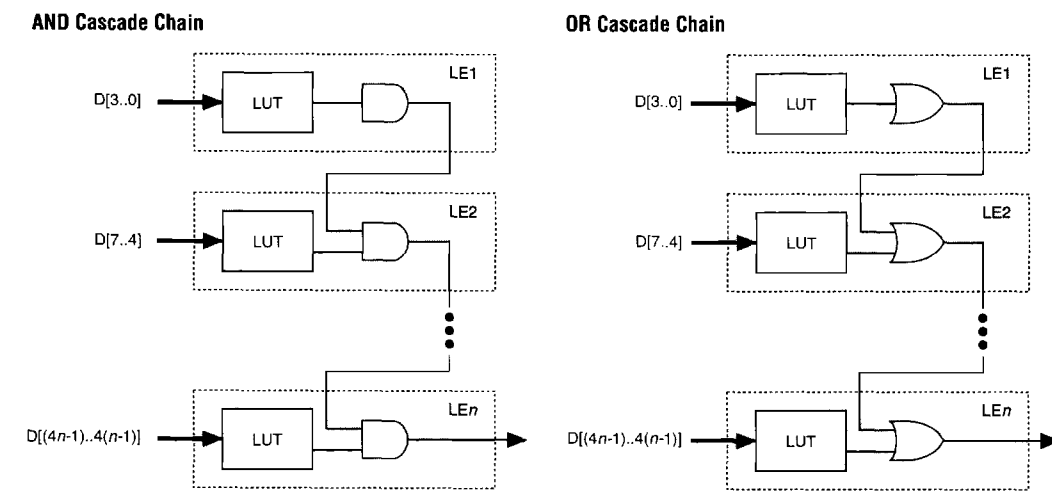 AND Cascade Chain
LE1
D[3..0]
LUT
LE2
D[7..4]
LUT
LEn
D[(4n-1)..4(n-1)]
LUT
OR Cascade Chain
LE1
D[3..0]
LUT
LE2
D[7..4]
LUT
LEn
D[(4n-1)..4(n-1)]
LUT